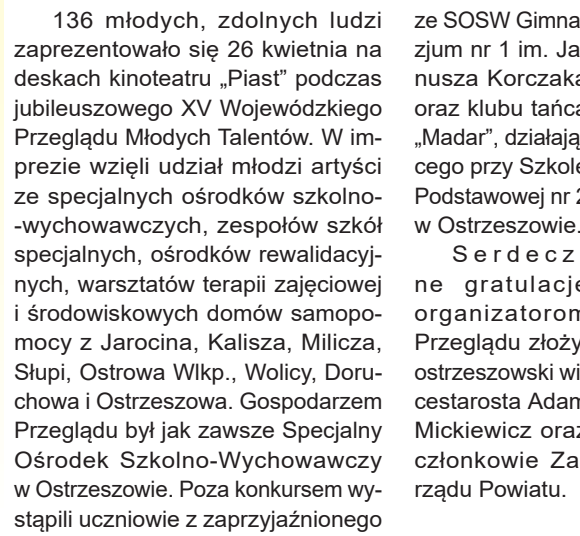 136 młodych, zdolnych ludzi
zaprezentowało się 26 kwietnia na
deskach kinoteatru „Piast” podczas
jubileuszowego XV Wojewódzkiego
Przeglądu Młodych Talentów. W im-
prezie wzięli udział młodzi artyści
ze specjalnych ośrodków szkolno-
-wychowawczych, zespołów szkół
specjalnych, ośrodków rewalidacyj-
nych, warsztatów terapii zajęciowej
i środowiskowych domów samopo-
mocy z Jarocina, Kalisza, Milicza,
Słupi, Ostrowa Wlkp., Wolicy, Doru-
chowa i Ostrzeszowa. Gospodarzem
Przeglądu był jak zawsze Specjalny
Ośrodek Szkolno-Wychowawczy
w Ostrzeszowie. Poza konkursem wy-
stąpili uczniowie z zaprzyjaźnionego
ze SOSW Gimna
zjum nr 1 im. Ja
nusza Korczaka
oraz klubu tańca
„Madar”, działają
cego przy Szkole
Podstawowej nr 2
w Ostrzeszowie.
Serdecz
ne gratulacje
organizatorom
Przeglądu złoży
ostrzeszowski wi
cestarosta Adam
Mickiewicz oraz
członkowie Za
rządu Powiatu.